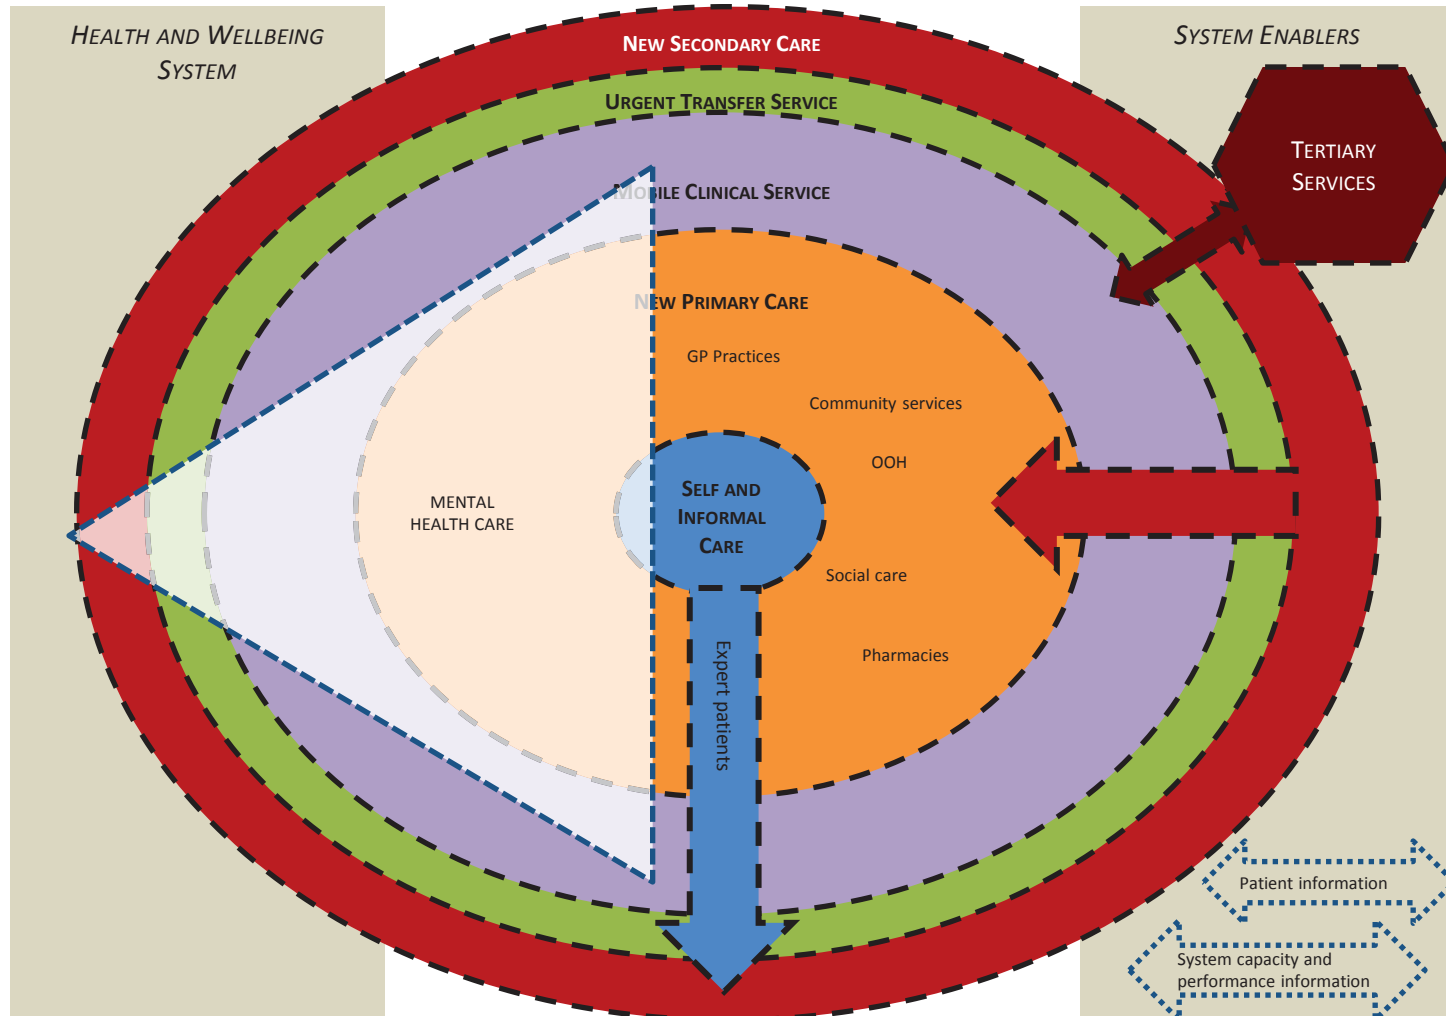 HEALTH AND WELLBEING
SYSTEM
SYSTEM ENABLERS
NEW SECONDARY CARE
URGENT TRANSFER SERVICE
TERTIARY
SERVICES
MOBILE CLINICAL SERVICE
NEW PRIMARY CARE
GP Practices
Community services
OOH
MENTAL
HEALTH CARE
SELF AND
INFORMAL
CARE
Social care
Pharmacies
Expert patients
Patient information
System capacity and
performance information